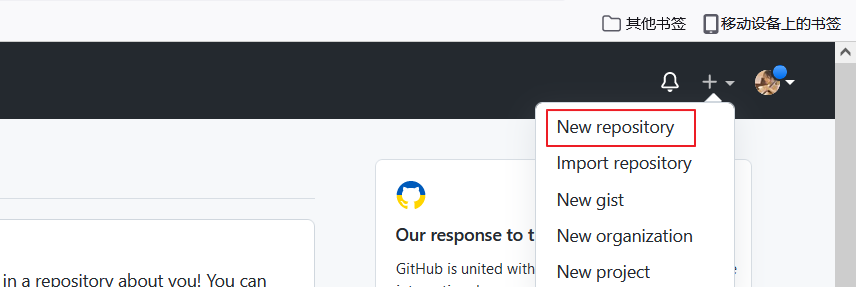 其他书签 移动设备上的书签
New repository
Import repository
New gist
New organization
New project
Our response to t
GitHub is united with e
in a repository about you! You can